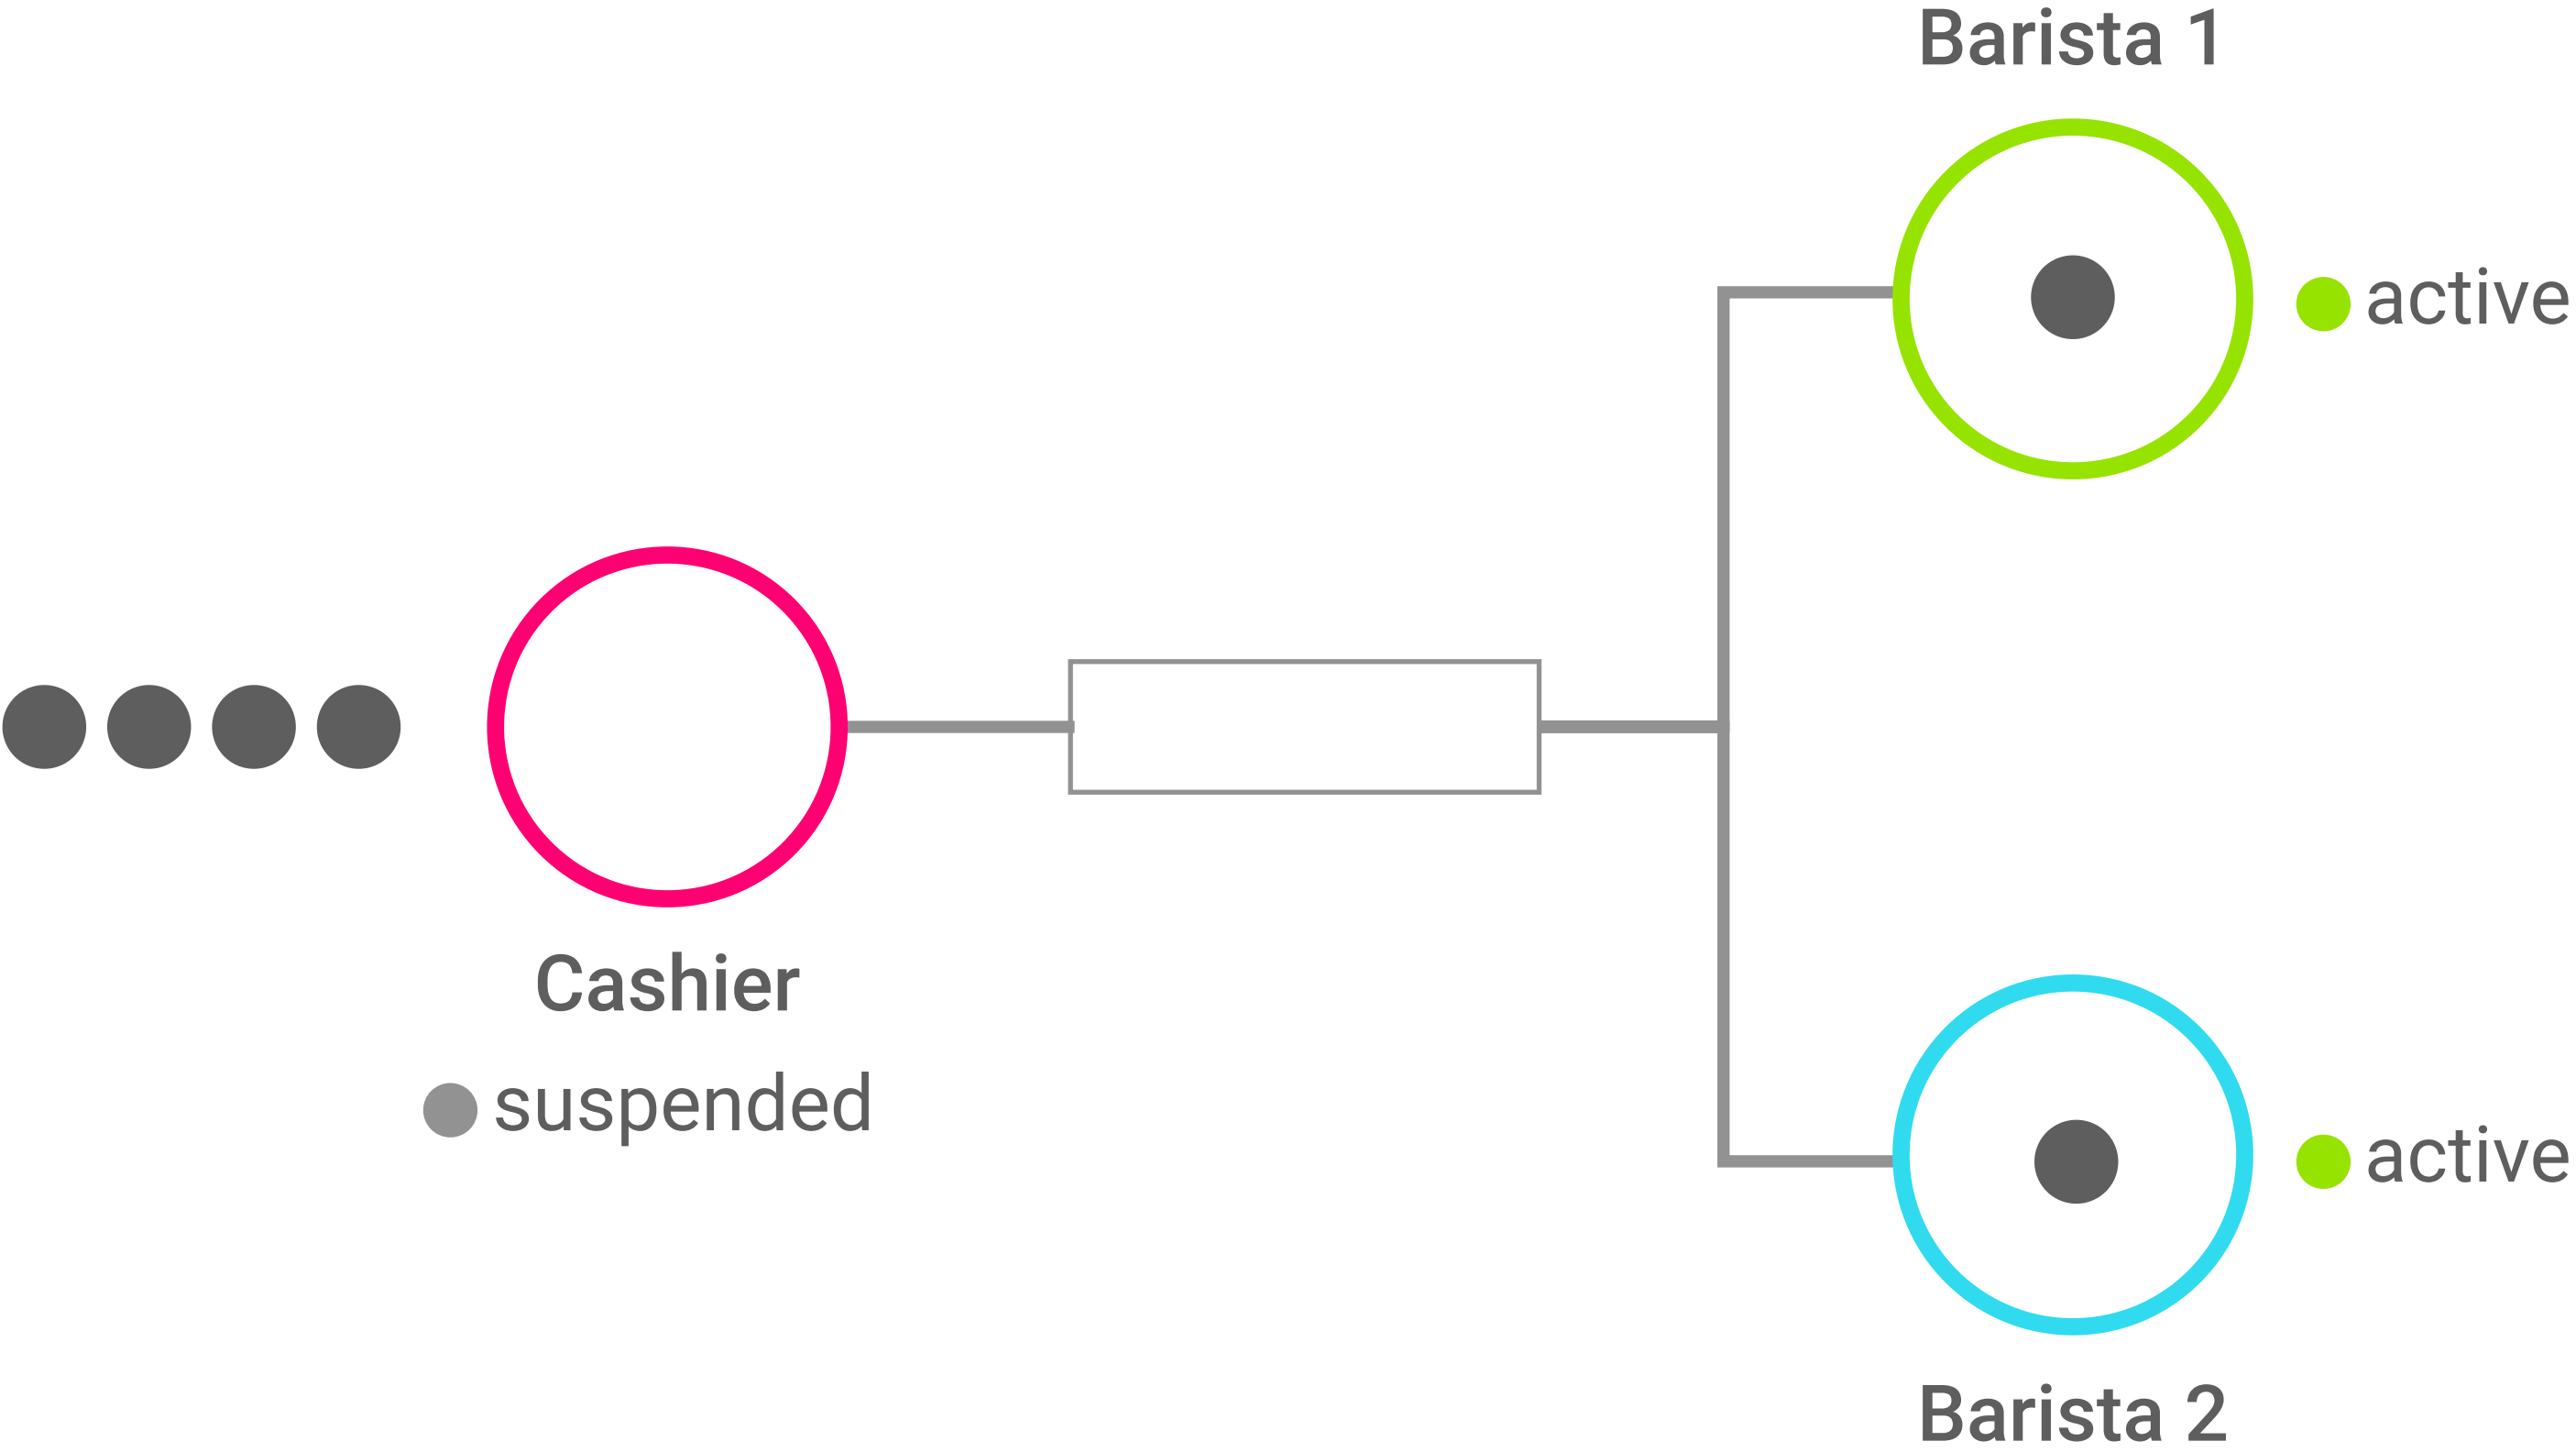 Barista 1
active
Cashier
suspended
active
Barista 2